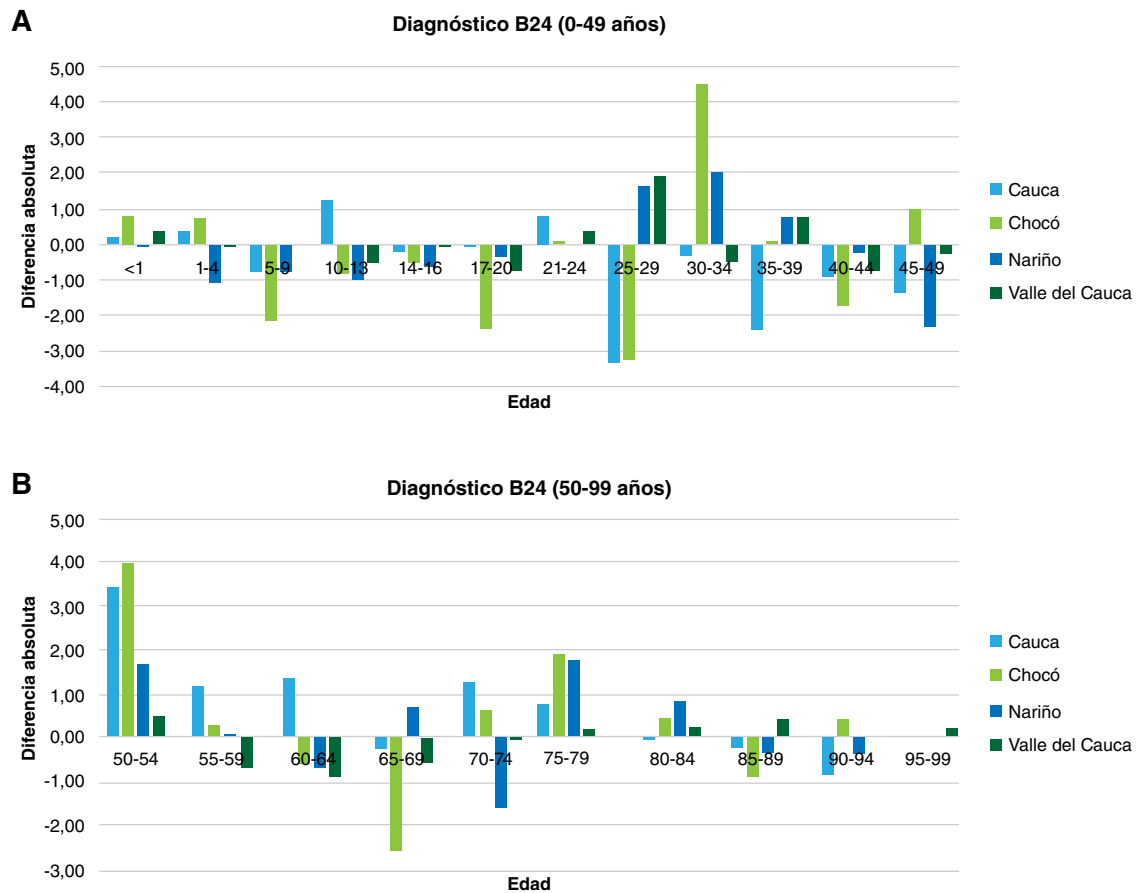 A
Diagnóstico B24 (0-49 años)
Diferencia absoluta
5,00
4,00
3,00
2,00
1,00
0,00
-1,00
-2,00
-3,00
-4,00
<1 1-4 5-9 10-13 14-16 17-20 21-24 25-29 30-34 35-39 40-44 45-49
Edad
Cauca
Chocó
Nariño
Valle del Cauca
B
Diagnóstico B24 (50-99 años)
Diferencia absoluta
5,00
4,00
3,00
2,00
1,00
0,00
-1,00
-2,00
-3,00
50-54 55-59 60-64 65-69 70-74 75-79 80-84 85-89 90-94 95-99
Edad
Cauca
Chocó
Nariño
Valle del Cauca